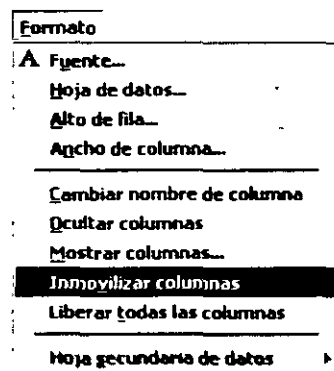 Formato
A Fuente...
Hoja de datos...
Alto de fila...
Ancho de columna...
Cambiar nombre de columna
Ocultar columnas
Mostrar columnas...
Inmovilizar columnas
Liberar todas las columnas
Hoja secundaria de datos